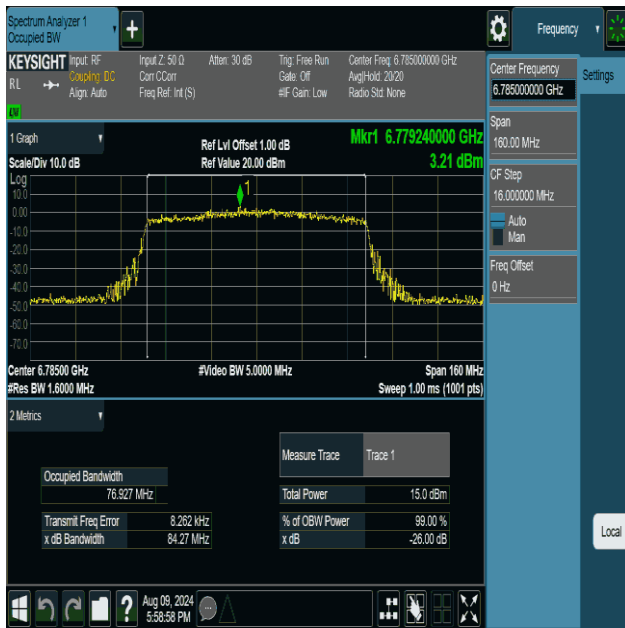 Spectrum Analyzer 1
Occupied BW
Frequency
KEYSIGHT Input: RF Input Z: 50 Ω Atten: 30 dB Trig: Free Run Center Freq: 6.785000000 GHz
RL Coupling: DC Corr CCorr Gate: Off Avg|Hold: 20/20
Align: Auto Freq Ref: Int (S) #IF Gain: Low Radio Std: None
Center Frequency
6.785000000 GHz
Settings
Span
160.00 MHz
CF Step
16.000000 MHz
Auto
Man
Freq Offset
0 Hz
1 Graph
Ref Lvl Offset 1.00 dB
Mkr1 6.779240000 GHz
Scale/Div 10.0 dB
Ref Value 20.00 dBm
3.21 dBm
Log
1
10.0
0.00
-10.0
-20.0
-30.0
-40.0
-50.0
-60.0
-70.0
Center 6.78500 GHz #Video BW 5.0000 MHz Span 160 MHz
#Res BW 1.6000 MHz Sweep 1.00 ms (1001 pts)
2 Metrics
Measure Trace Trace 1
Occupied Bandwidth
76.927 MHz
Total Power 15.0 dBm
Transmit Freq Error 8.262 kHz
% of OBW Power 99.00 %
x dB Bandwidth 84.27 MHz
x dB -26.00 dB
Local
?
Aug 09, 2024
5:58:58 PM